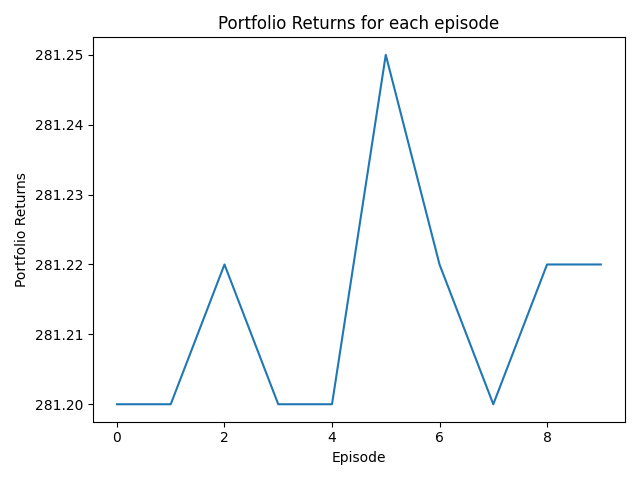 Portfolio Returns for each episode
281.25
281.24
281.23
281.22
281.21
281.20
Portfolio Returns
0 2 4 6 8
Episode